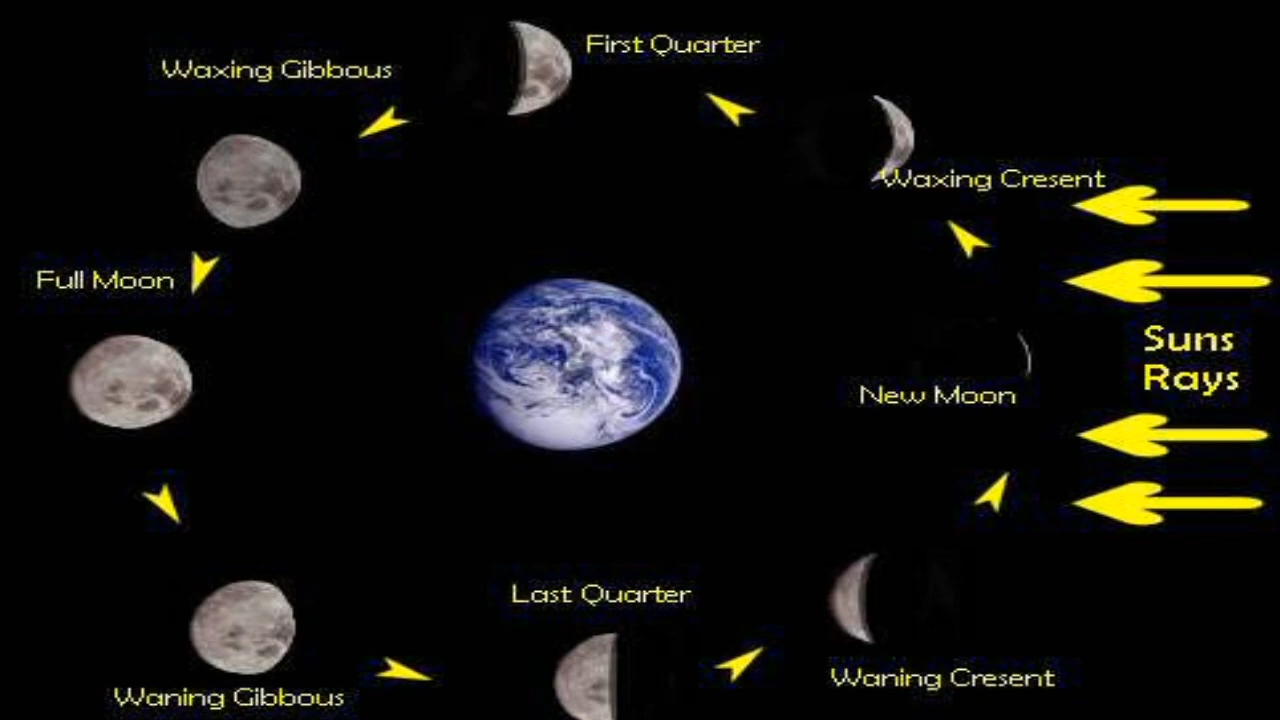 First Quarter
Waxing Gibbous
Waxing Cresent
Full Moon
Suns
Rays
New Moon
Last Quarter
Waning Cresent
Waning Gibbous